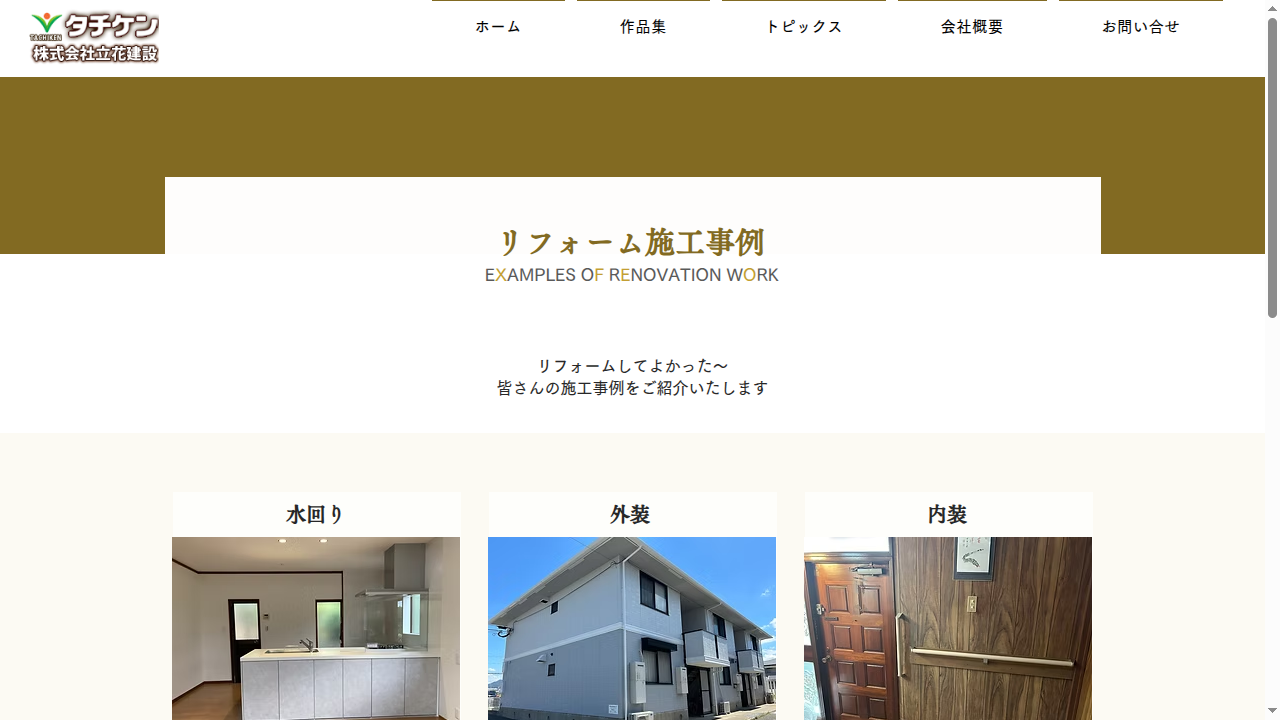 タチケン
TACHIKEN
株式会社立花建設
ホーム
作品集
トピックス
会社概要
お問い合せ
リフォーム施工事例
EXAMPLES OF RENOVATION WORK
リフォームしてよかった～
皆さんの施工事例をご紹介いたします
水回り
外装
内装